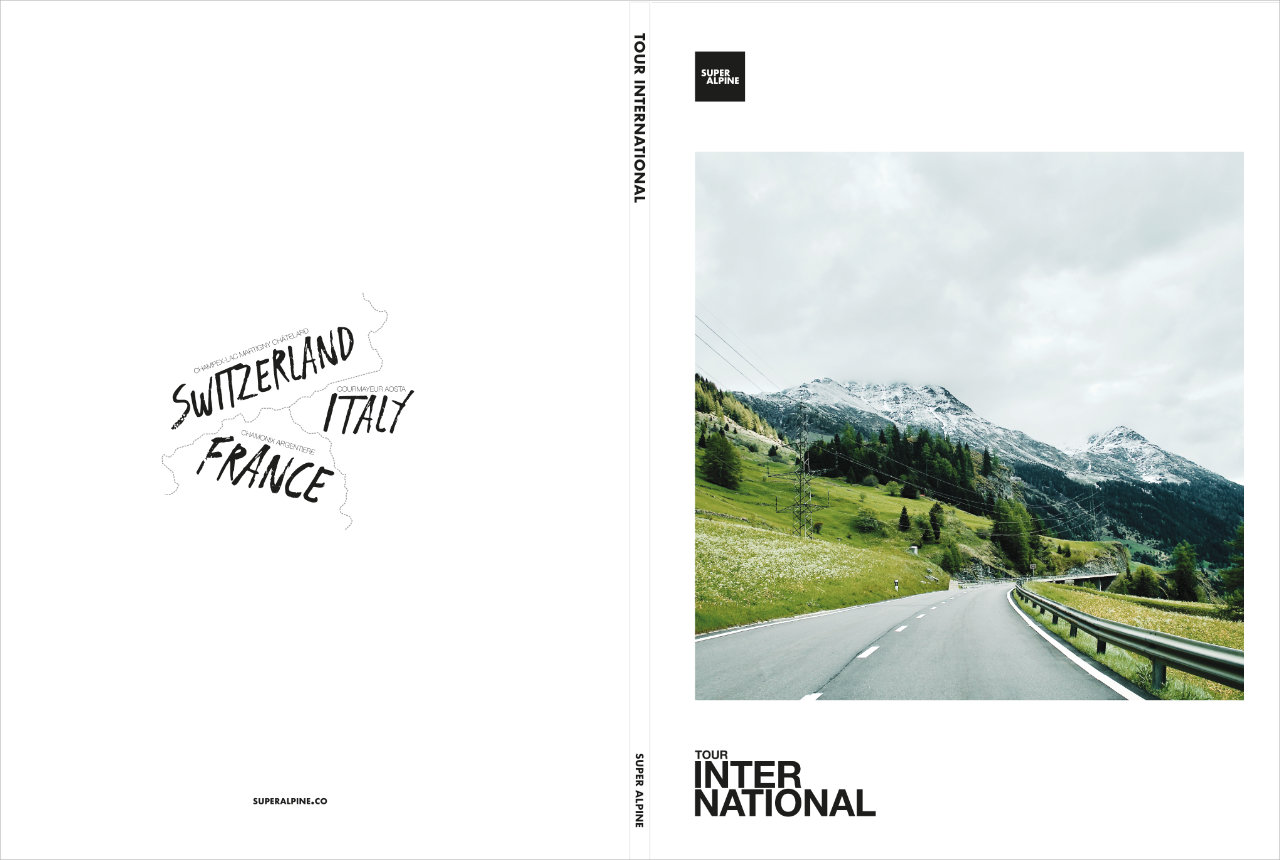 CHAMPEX-LAC MARTIGNY CHÂTELARD
SWITZERLAND
COURMAYEUR AOSTA
ITALY
CHAMONIX ARGENTIERE
FRANCE
SUPERALPINE.CO
TOUR INTERNATIONAL
SUPER ALPINE
SUPER
ALPINE
TOUR
INTER
NATIONAL